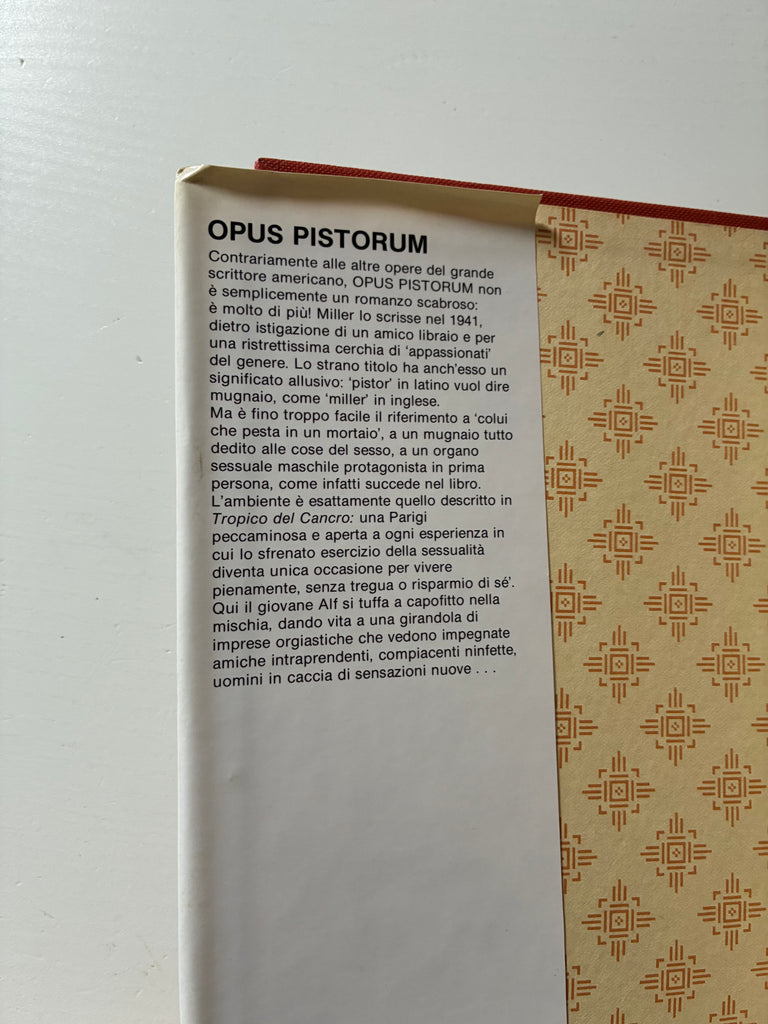 OPUS PISTORUM
Contrariamente alle altre opere del grande
scrittore americano, OPUS PISTORUM non
è semplicemente un romanzo scabroso:
è molto di più! Miller lo scrisse nel 1941,
dietro istigazione di un amico libraio e per
una ristrettissima cerchia di 'appassionati'
del genere. Lo strano titolo ha anch'esso un
significato allusivo: 'pistor' in latino vuol dire
mugnaio, come 'miller' in inglese.
Ma è fino troppo facile il riferimento a 'colui
che pesta in un mortaio', a un mugnaio tutto
dedito alle cose del sesso, a un organo
sessuale maschile protagonista in prima
persona, come infatti succede nel libro.
L'ambiente è esattamente quello descritto in
Tropico del Cancro: una Parigi
peccaminosa e aperta a ogni esperienza in
cui lo sfrenato esercizio della sessualità
diventa unica occasione per vivere
pienamente, senza tregua o risparmio di sé'.
Qui il giovane Alf si tuffa a capofitto nella
mischia, dando vita a una girandola di
imprese orgiastiche che vedono impegnate
amiche intraprendenti, compiacenti ninfette,
uomini in caccia di sensazioni nuove . . .